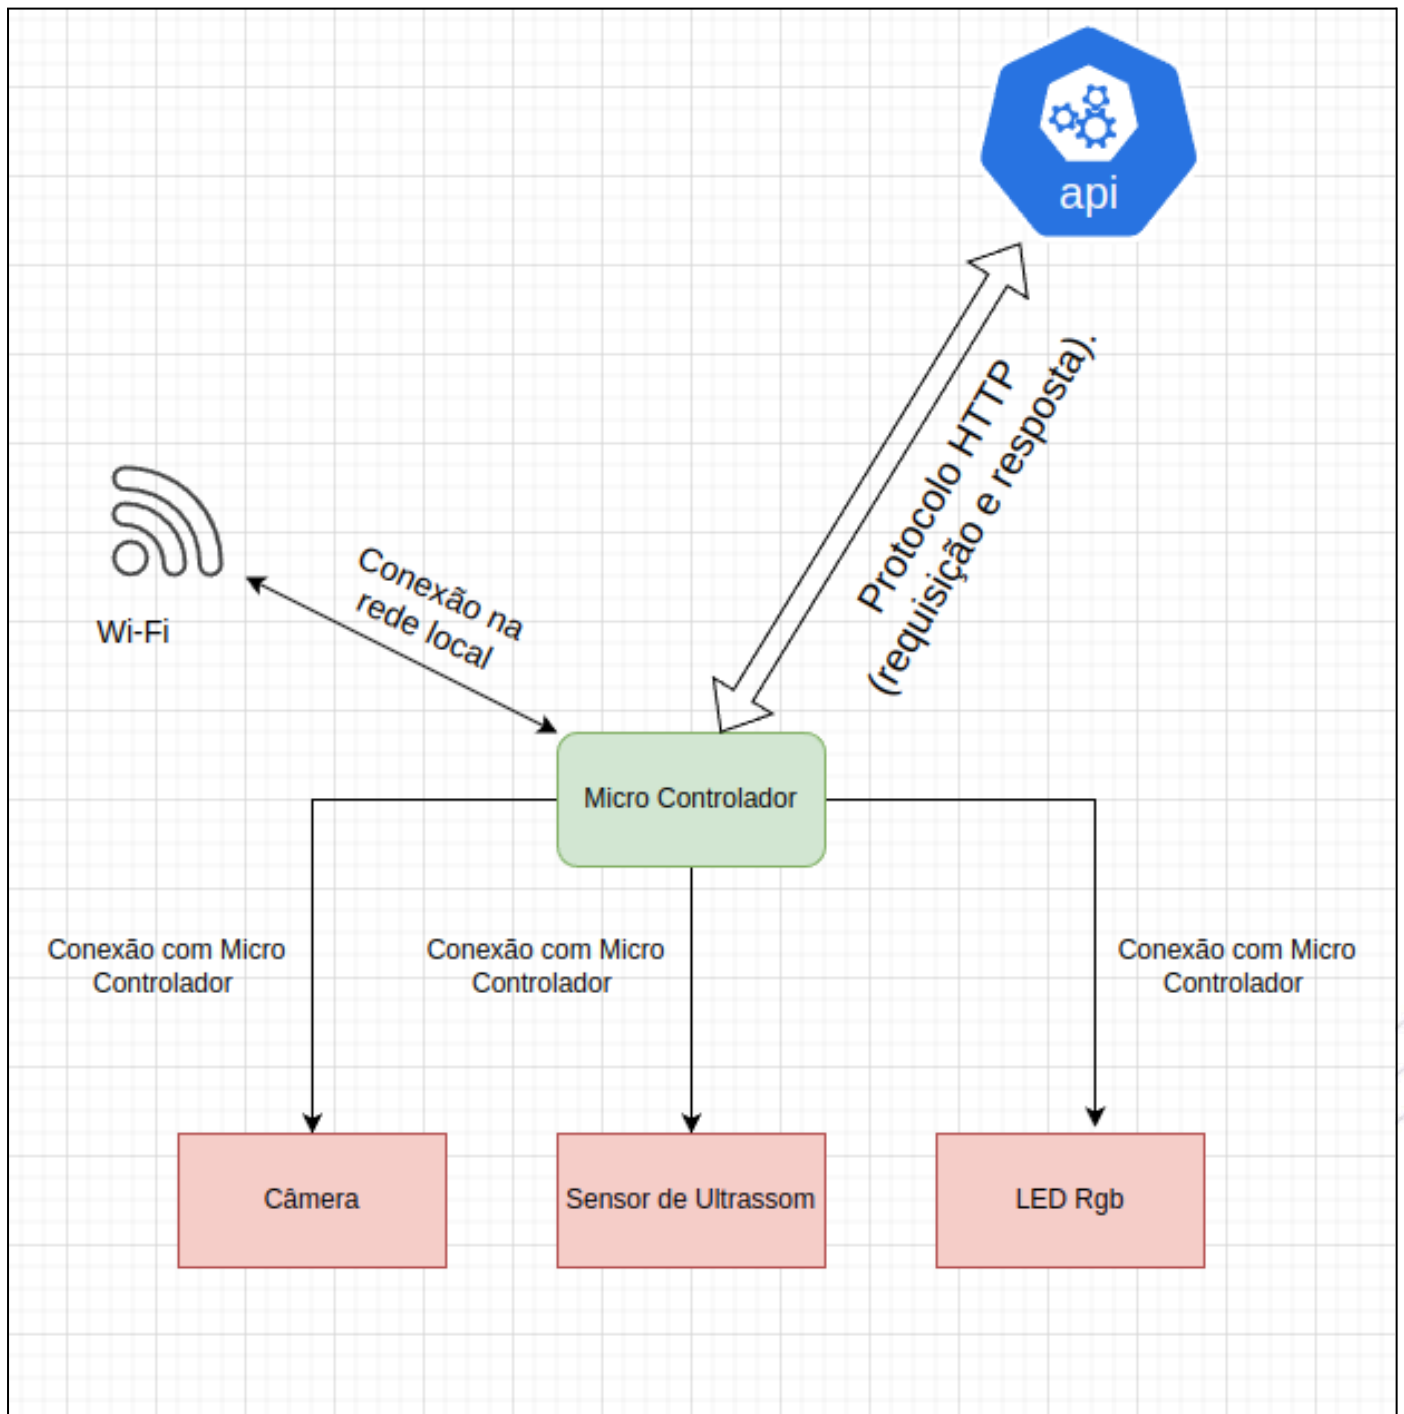 api
Protocolo HTTP
(requisição e resposta).
Wi-Fi
Conexão na
rede local
Micro Controlador
Conexão com Micro
Controlador
Conexão com Micro
Controlador
Conexão com Micro
Controlador
Câmera
Sensor de Ultrassom
LED Rgb